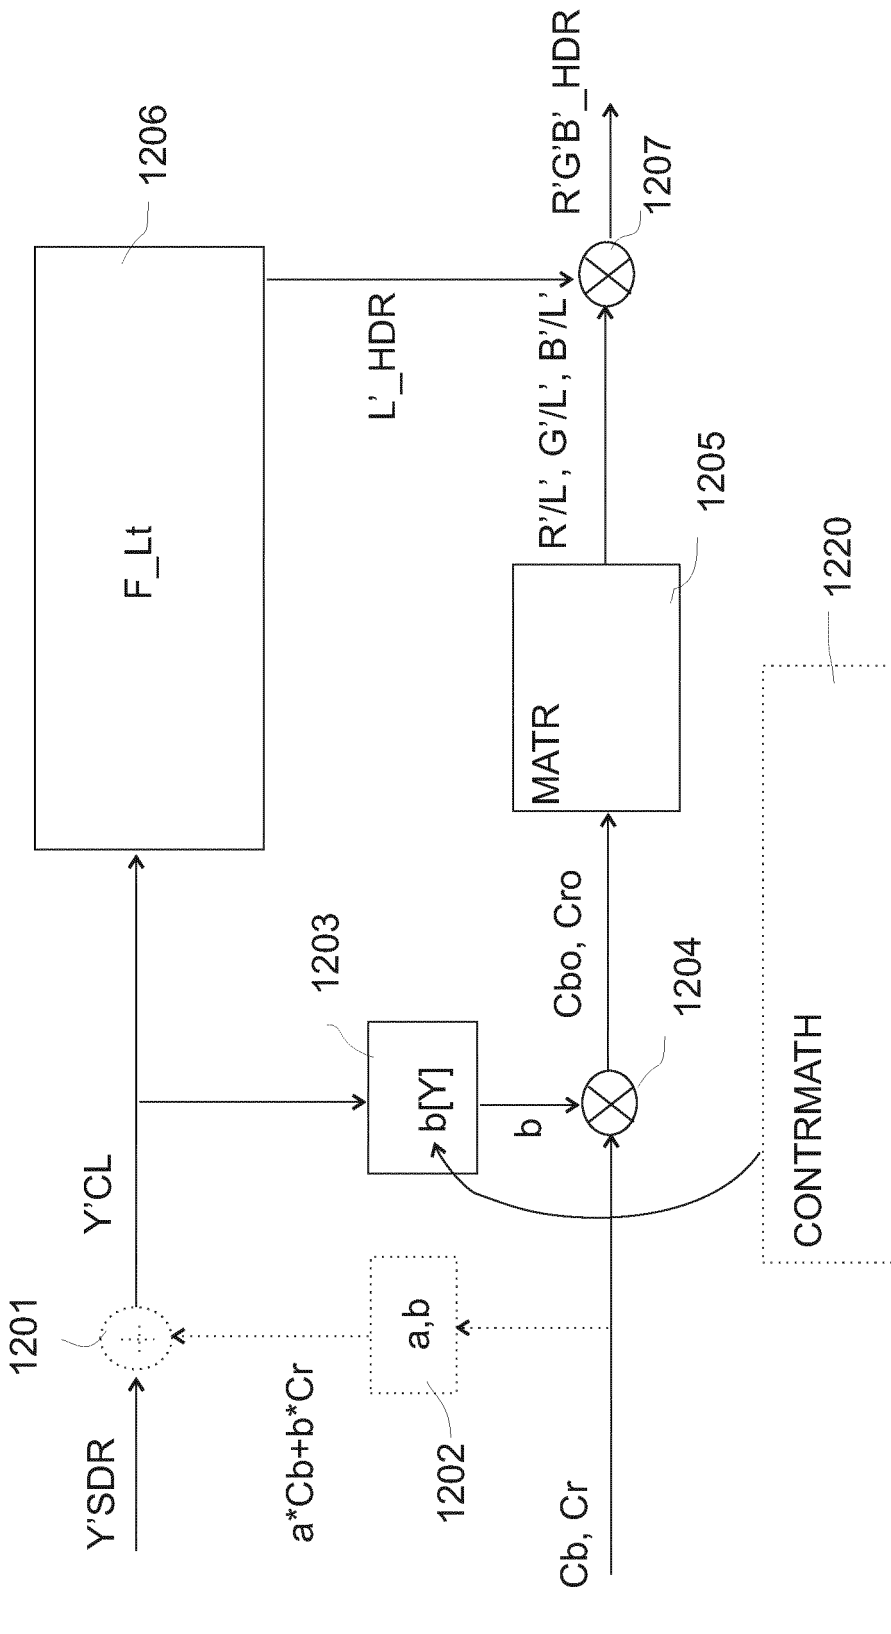 1206
F_Lt
L'_HDR
R'G'B'_HDR
1207
R'/L', G'/L', B'/L'
1205
MATR
1220
Y'CL
1203
b[Y]
b
Cbo, Cro
1204
CONTRMATH
1201
+
Y'SDR
a*Cb+b*Cr
a,b
1202
Cb, Cr